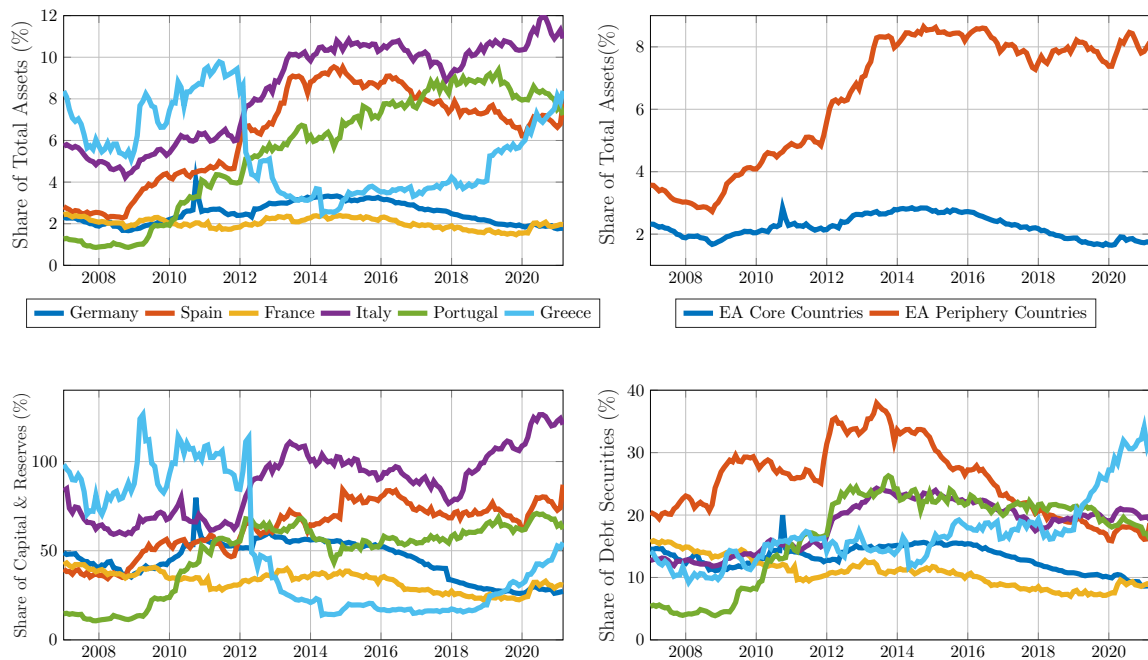 Share of Total Assets (%)
12
10
8
6
4
2
0
2008 2010 2012 2014 2016 2018 2020
Germany Spain France Italy Portugal Greece
Share of Total Assets(%)
8
6
4
2
2008 2010 2012 2014 2016 2018 2020
EA Core Countries EA Periphery Countries
Share of Capital & Reserves (%)
100
50
0
2008 2010 2012 2014 2016 2018 2020
Share of Debt Securities (%)
40
30
20
10
0
2008 2010 2012 2014 2016 2018 2020